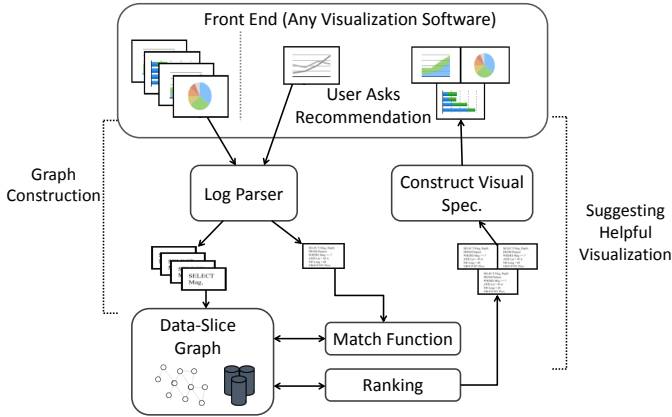 Front End (Any Visualization Software)
User Asks
Recommendation
Graph
Construction
Log Parser
Construct Visual
Spec.
Suggesting
Helpful
Visualization
SELECT
Mag,
Data-Slice
Graph
Match Function
Ranking